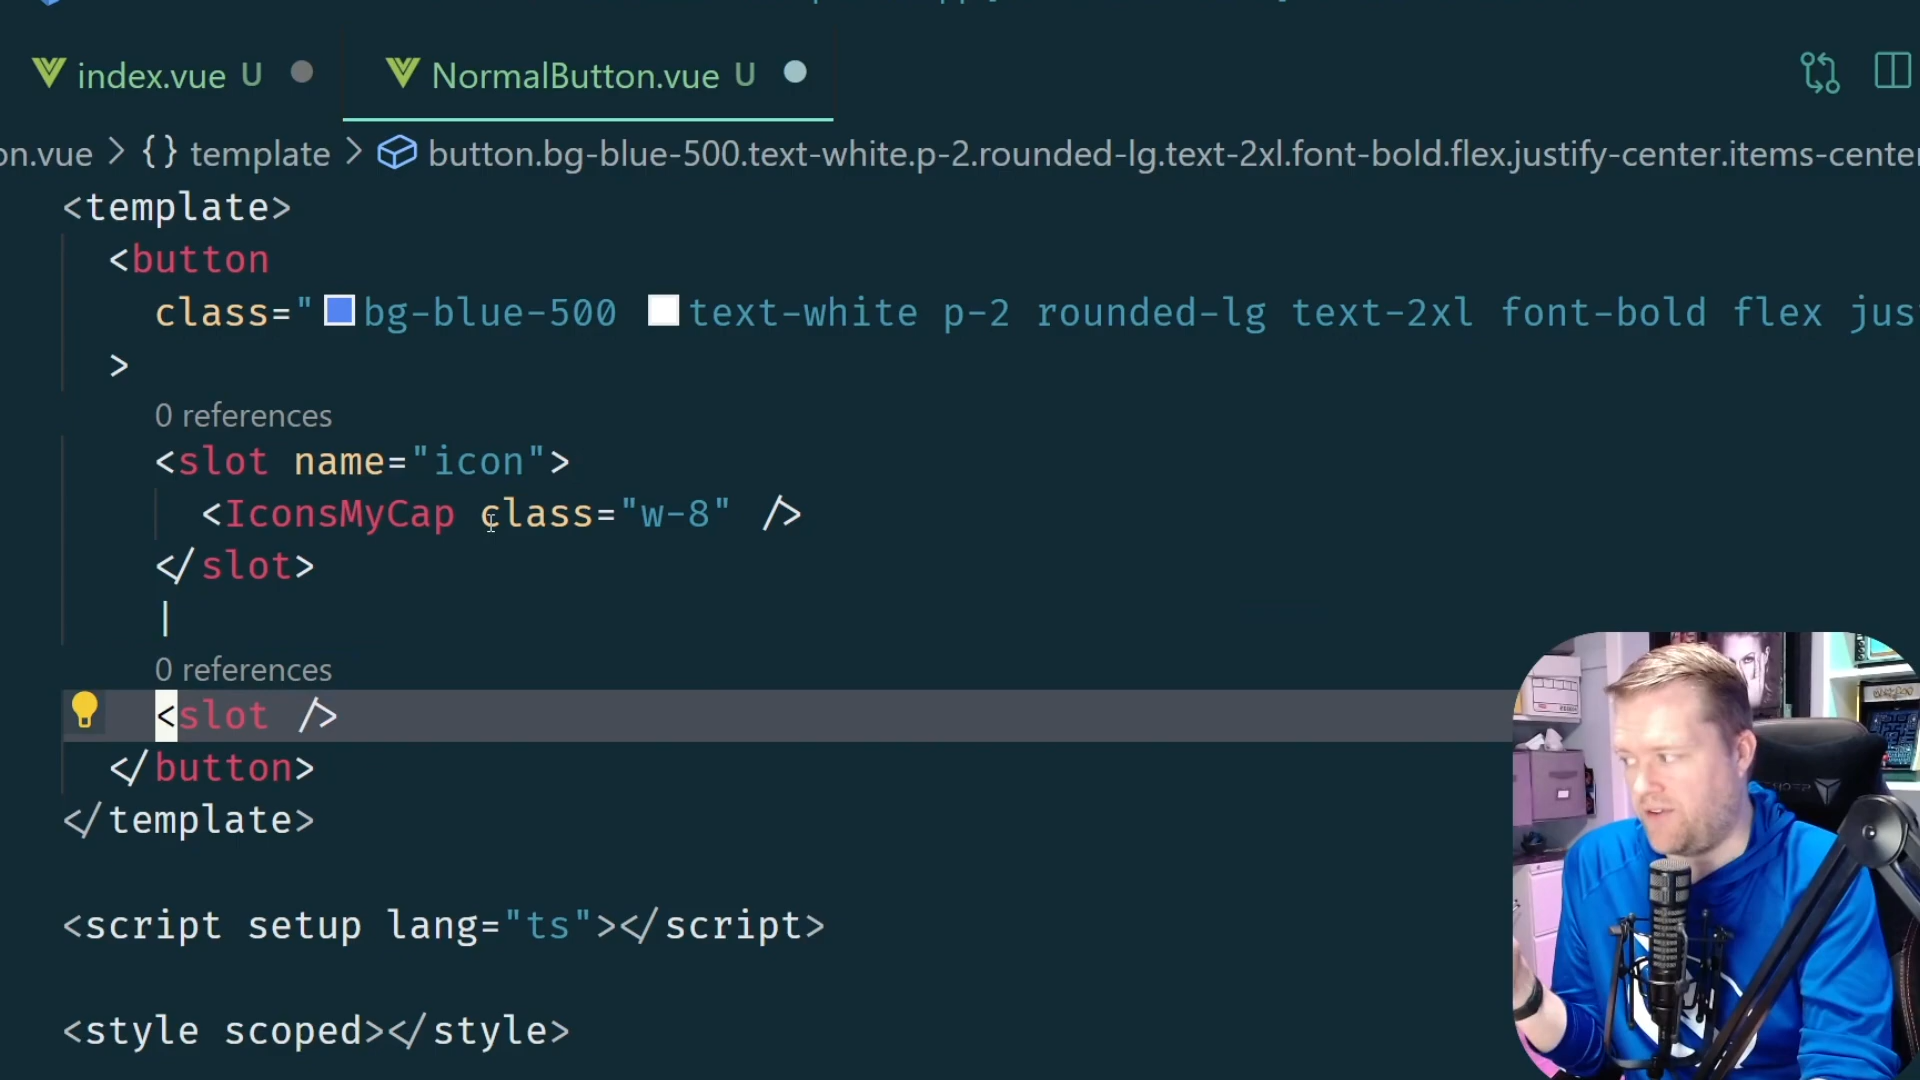 index.vue U
NormalButton.vue U
on.vue > {} template > button.bg-blue-500.text-white.p-2.rounded-lg.text-2xl.font-bold.flex.justify-center.items-center
<template>
<button
class="bg-blue-500 text-white p-2 rounded-lg text-2xl font-bold flex jus
>
0 references
<slot name="icon">
<IconsMyCap class="w-8" />
</slot>
|
0 references
<slot />
</button>
</template>
<script setup lang="ts"></script>
<style scoped></style>